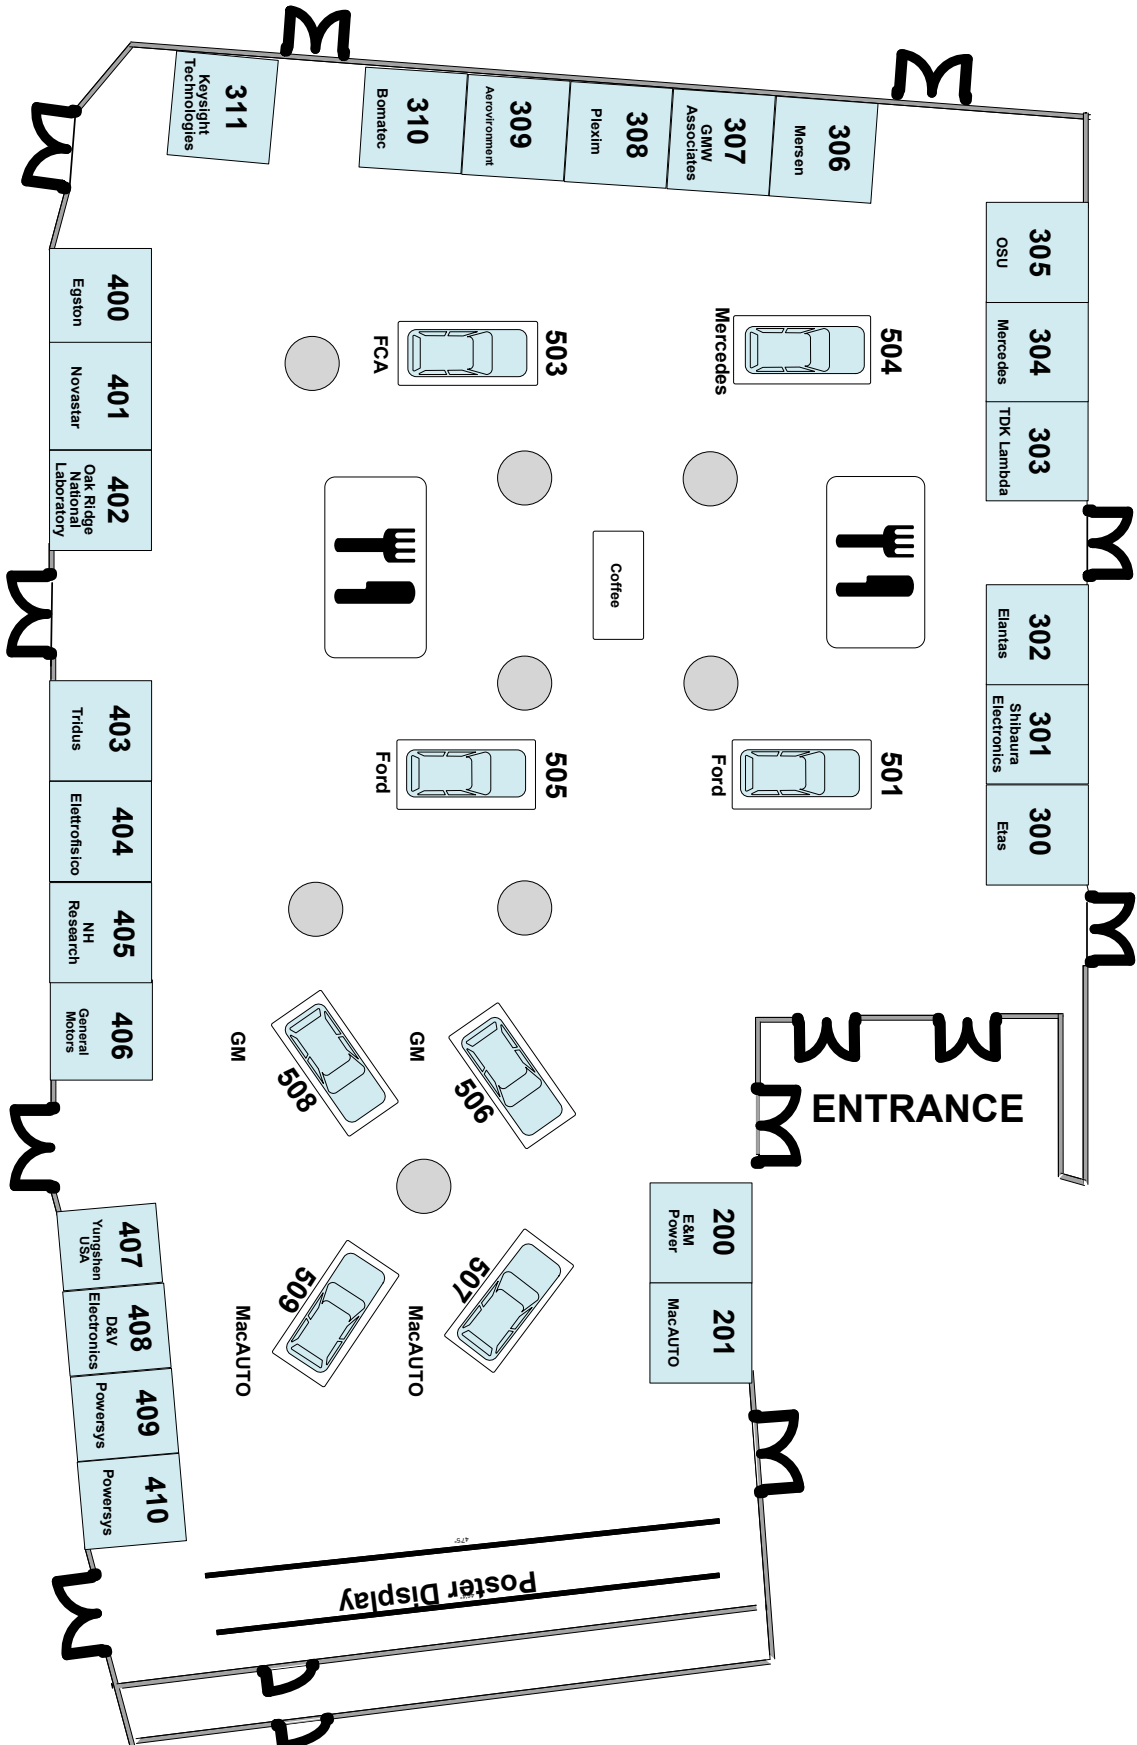 311
Keysight
Technologies
310
Bomatec
309
Aerovironment
308
Plexim
307
GMW
Associates
306
Mersen
305
OSU
304
Mercedes
303
TDK Lambda
302
Elantas
301
Shibaura
Electronics
300
Etas
400
Egston
401
Novastar
402
Oak Ridge
National
Laboratory
403
Tridus
404
Elettrofisico
405
NH
Research
406
General
Motors
407
Yungshen
USA
408
D&V
Electronics
409
Powersys
410
Powersys
503
FCA
504
Mercedes
Coffee
505
Ford
501
Ford
508
GM
506
GM
509
MacAUTO
507
MacAUTO
ENTRANCE
200
E&M
Power
201
MacAUTO
Poster Display